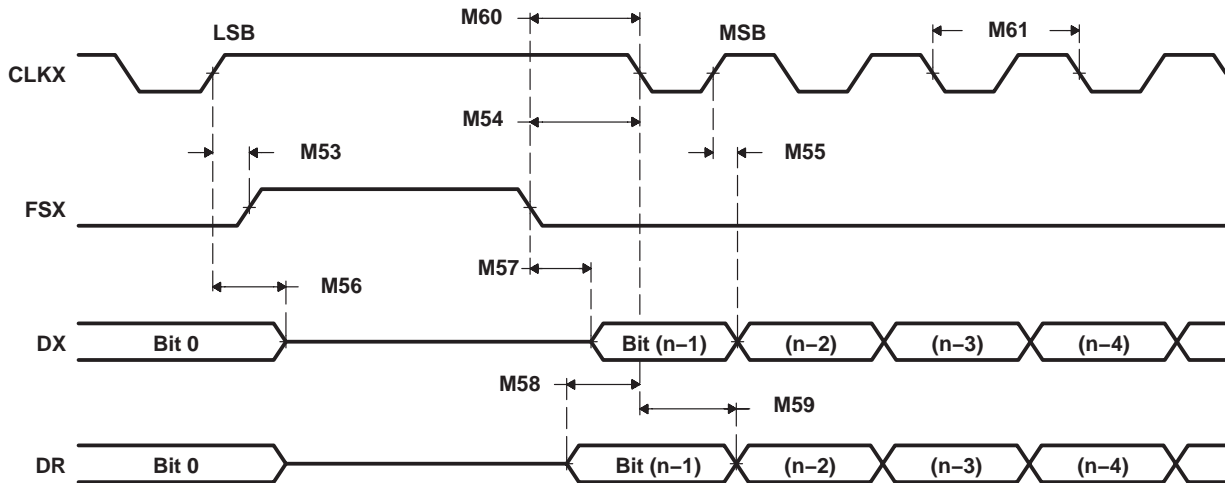 M60
LSB
MSB
M61
CLKX
M54
M53
M55
FSX
M57
M56
DX
Bit 0
Bit (n−1)
(n−2)
(n−3)
(n−4)
M58
M59
DR
Bit 0
Bit (n−1)
(n−2)
(n−3)
(n−4)